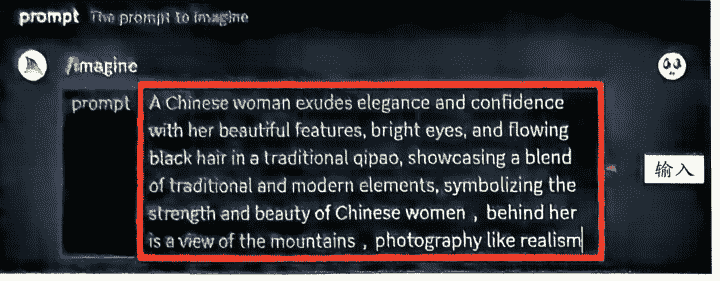 prompt The prompt to imagine
/imagine
prompt A Chinese woman exudes elegance and confidence
with her beautiful features, bright eyes, and flowing
black hair in a traditional qipao, showcasing a blend
of traditional and modern elements, symbolizing the
strength and beauty of Chinese women , behind her
is a view of the mountains , photography like realism
输入